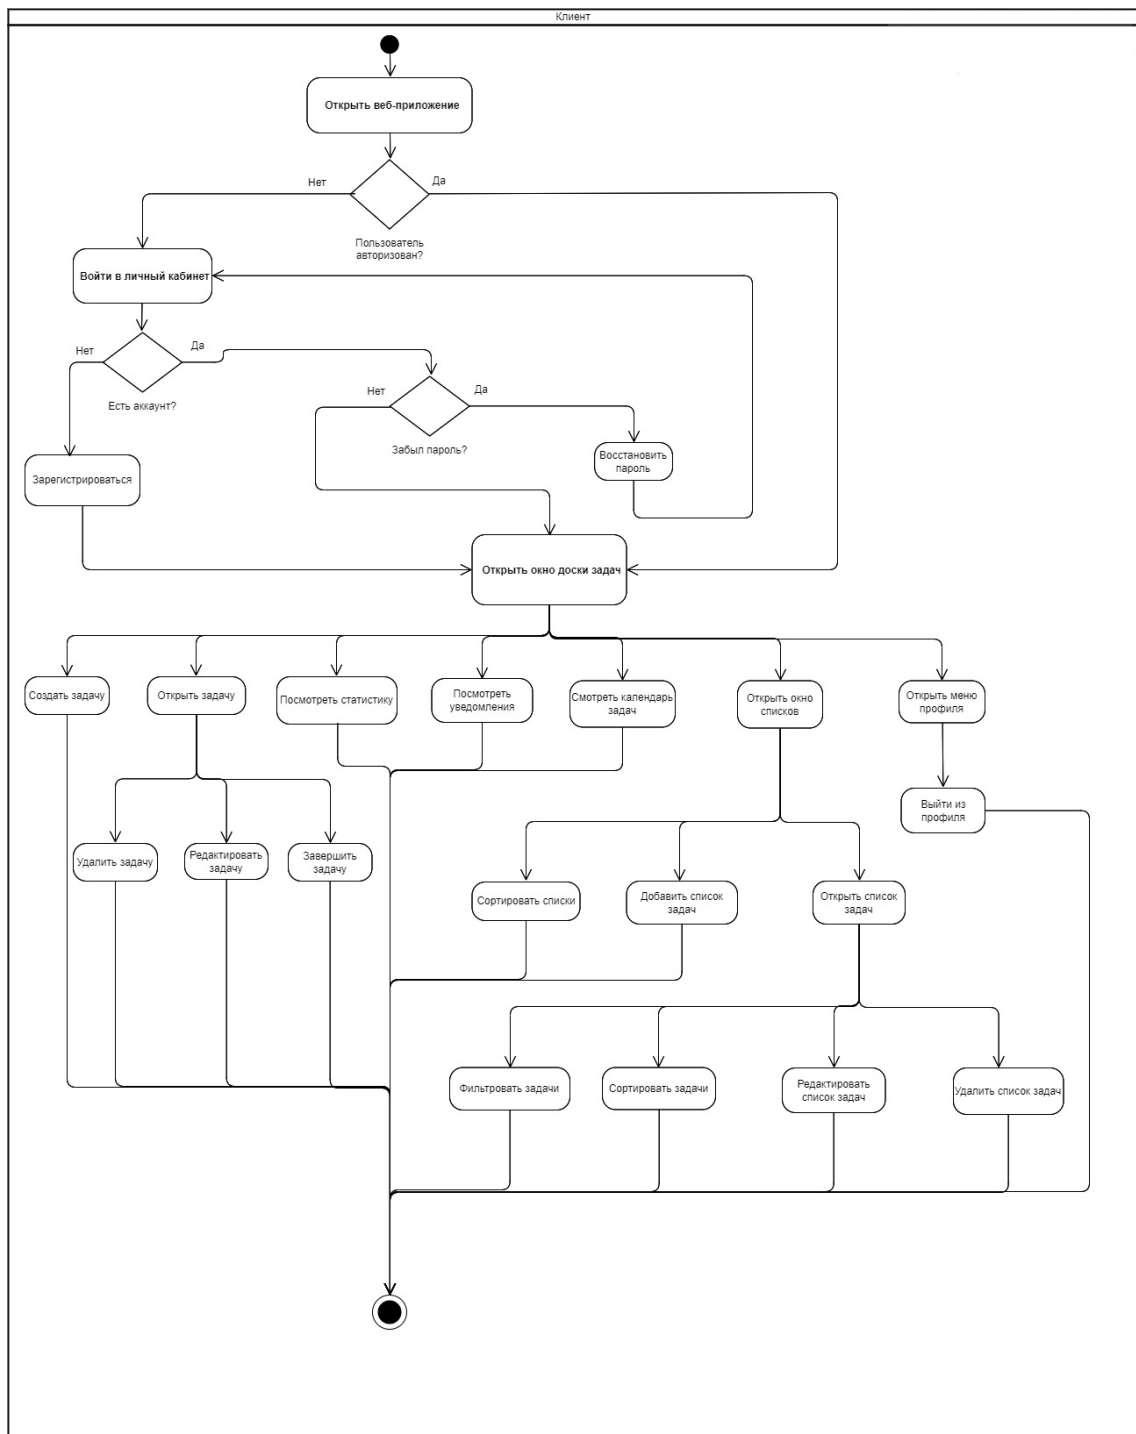 Клиент
Открыть веб-приложение
Нет
Да
Пользователь
авторизован?
Войти в личный кабинет
Нет
Да
Есть аккаунт?
Нет
Да
Забыл пароль?
Восстановить
пароль
Зарегистрироваться
Открыть окно доски задач
Создать задачу
Открыть задачу
Посмотреть статистику
Посмотреть
уведомления
Смотреть календарь
задач
Открыть окно
списков
Открыть меню
профиля
Выйти из
профиля
Удалить задачу
Редактировать
задачу
Завершить
задачу
Сортировать списки
Добавить список
задач
Открыть список
задач
Фильтровать задачи
Сортировать задачи
Редактировать
список задач
Удалить список задач